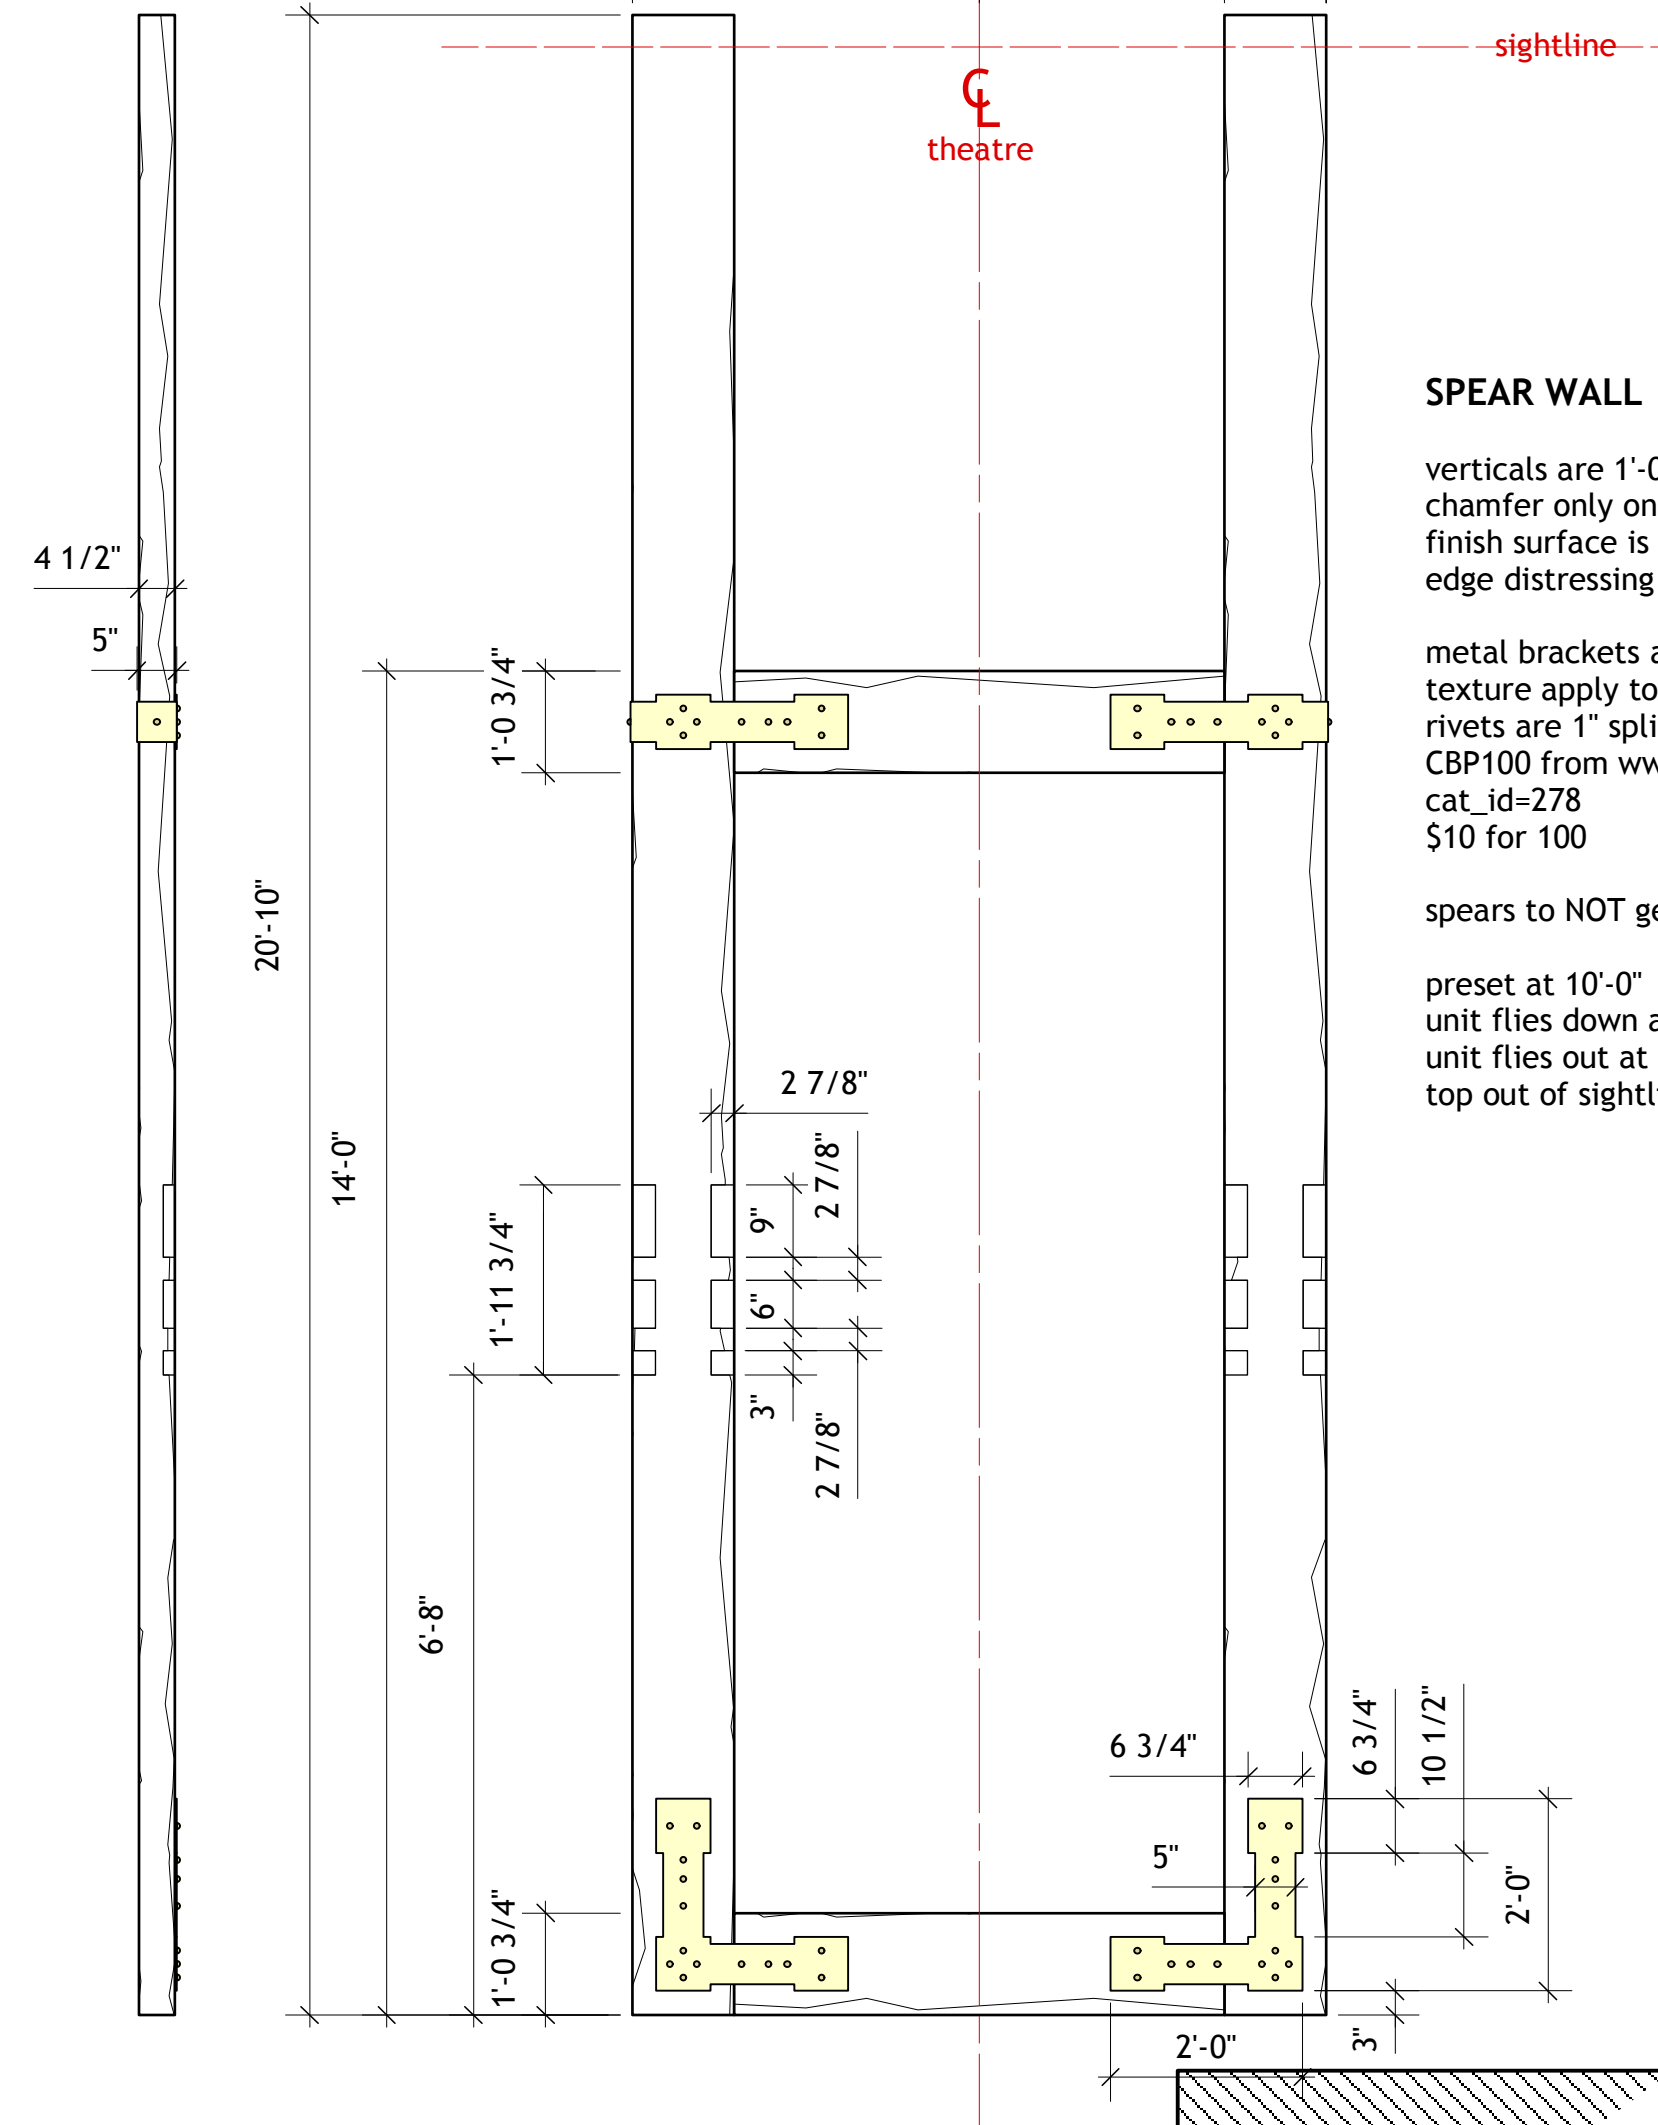 sightline
CL
theatre
SPEAR WALL
verticals are 1'-0
chamfer only on
finish surface is
edge distressing
metal brackets a
texture apply to
rivets are 1" spli
CBP100 from ww
cat_id=278
$10 for 100
spears to NOT ge
preset at 10'-0"
unit flies down a
unit flies out at
top out of sightli
4 1/2"
5"
1'-0 3/4"
20'-10"
14'-0"
2 7/8"
2 7/8"
9"
1'-11 3/4"
6"
3"
2 7/8"
6'-8"
6 3/4"
6 3/4"
10 1/2"
5"
2'-0"
1'-0 3/4"
2'-0"
3"